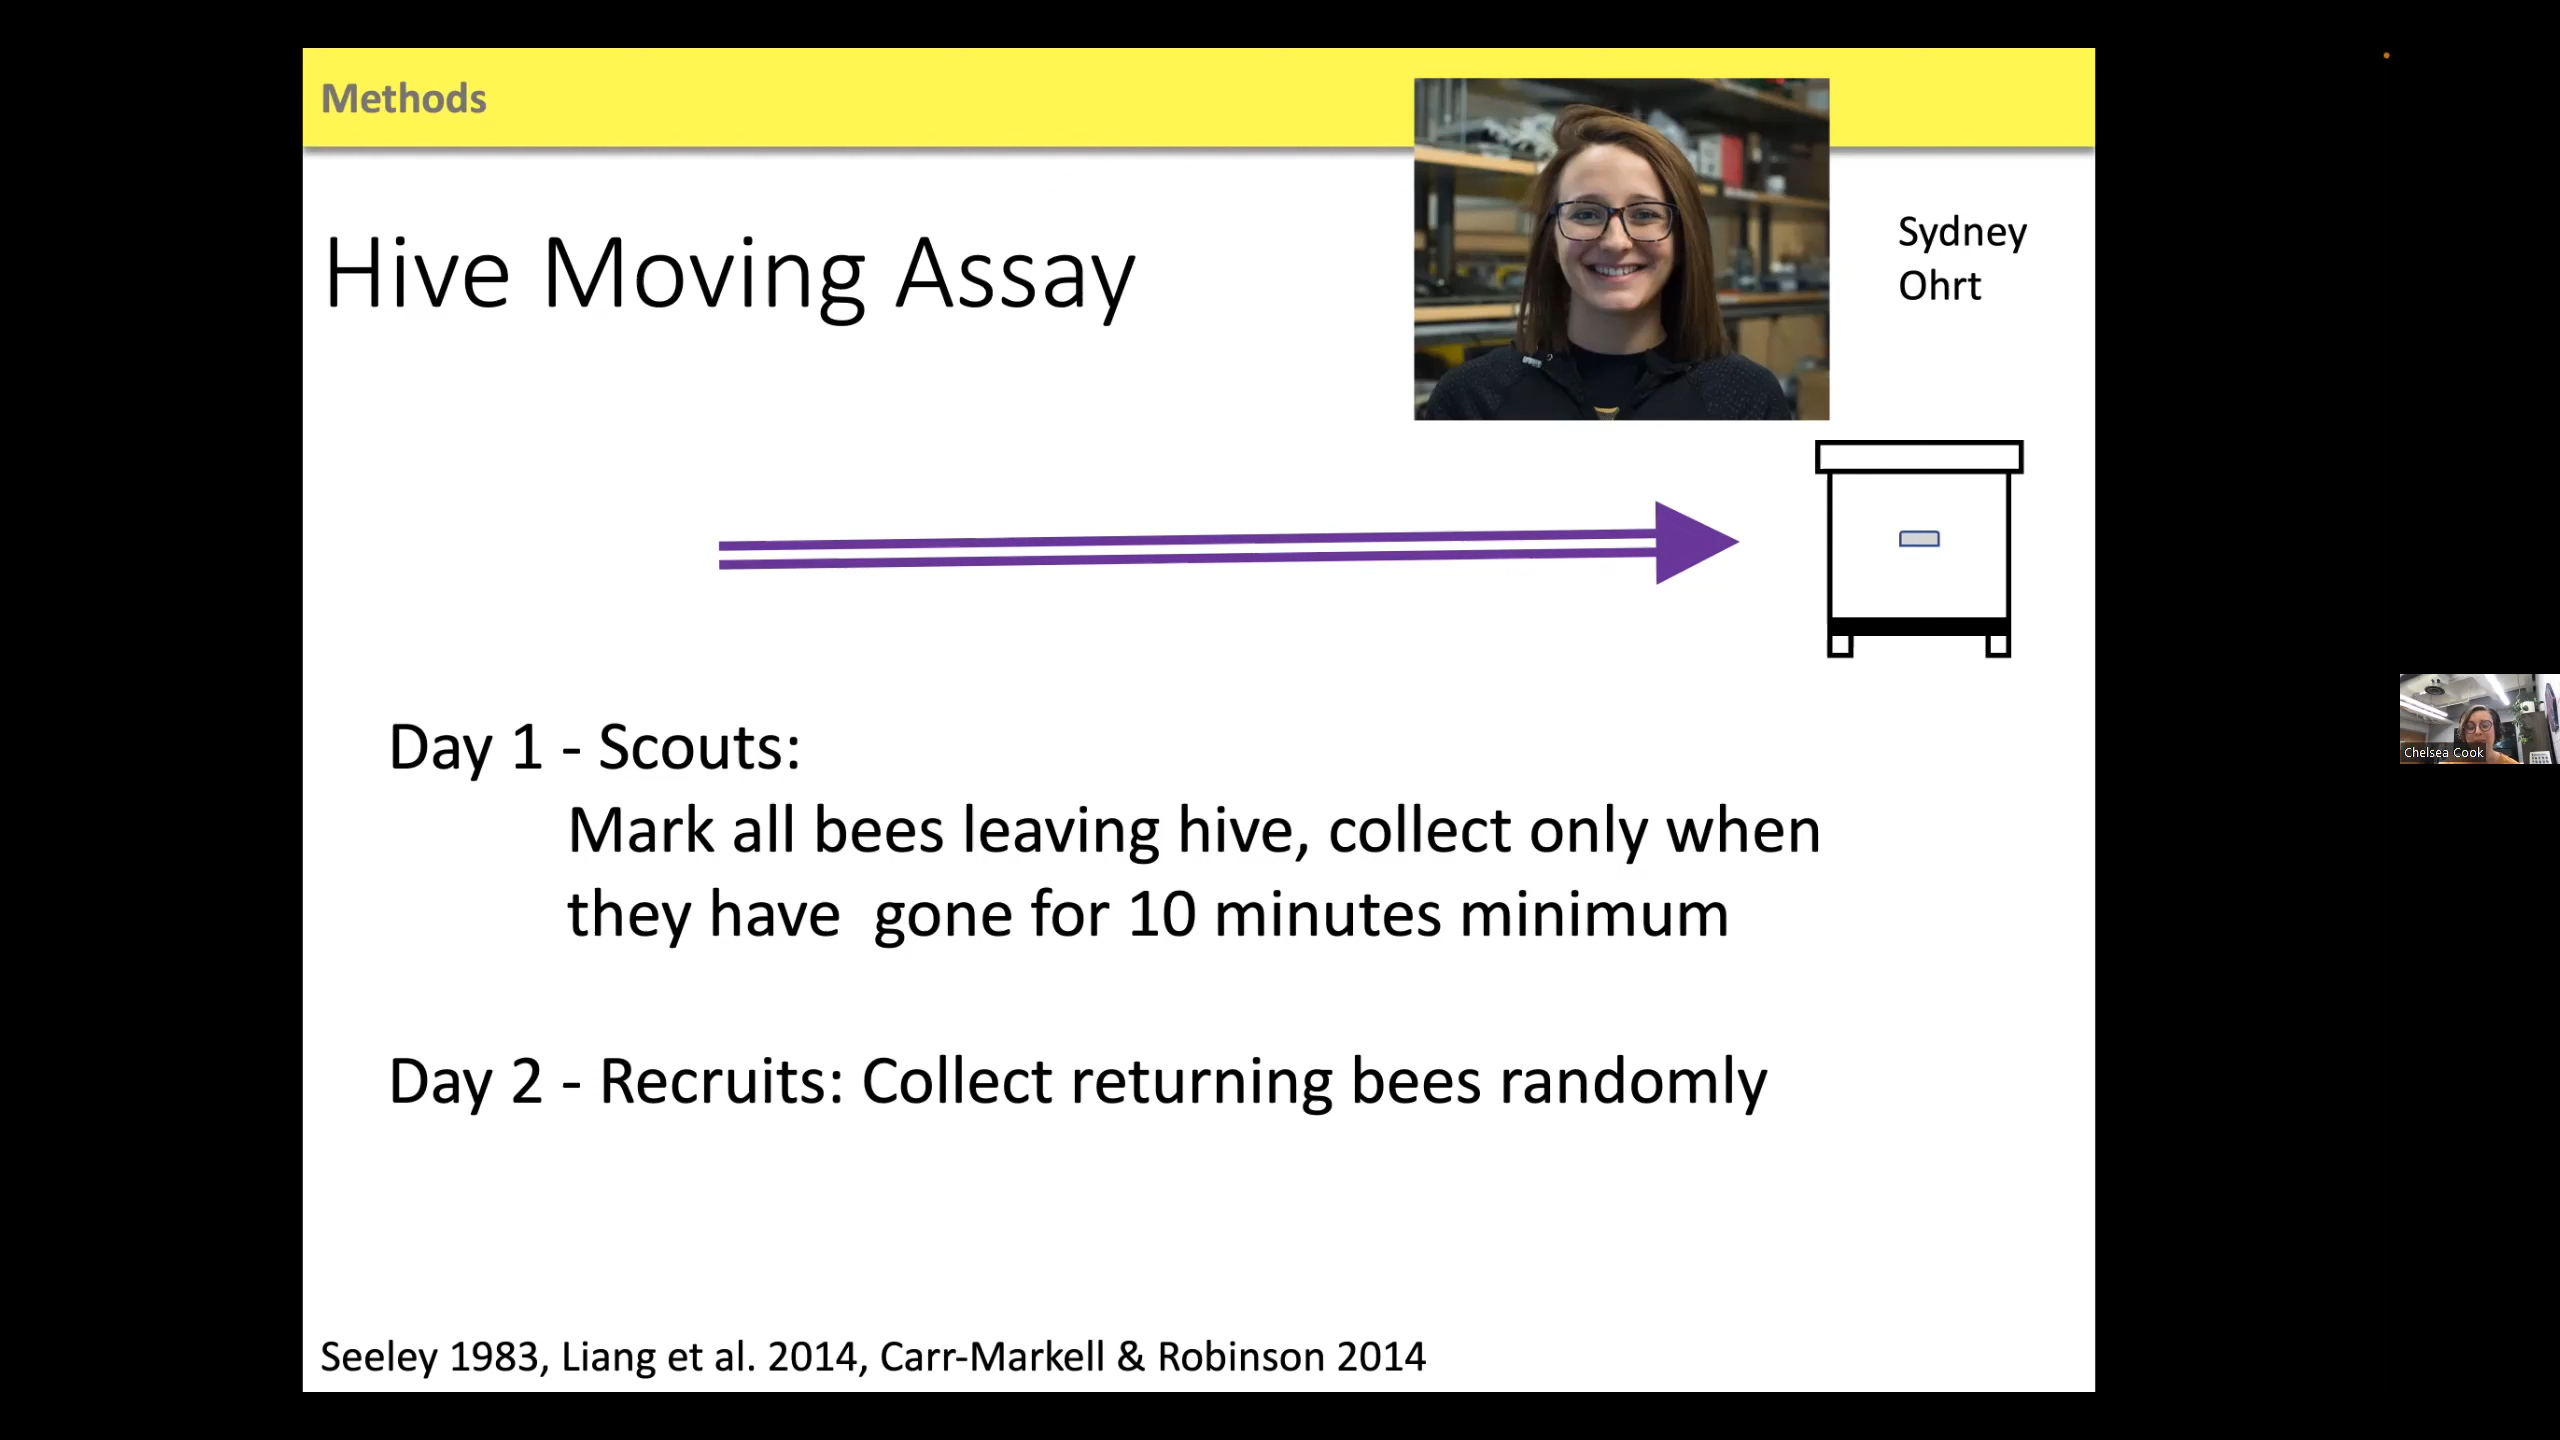 Methods
Hive Moving Assay
Sydney
Ohrt
Day 1 - Scouts:
Mark all bees leaving hive, collect only when
they have  gone for 10 minutes minimum
Day 2 - Recruits: Collect returning bees randomly
Seeley 1983, Liang et al. 2014, Carr-Markell & Robinson 2014
Chelsea Cook